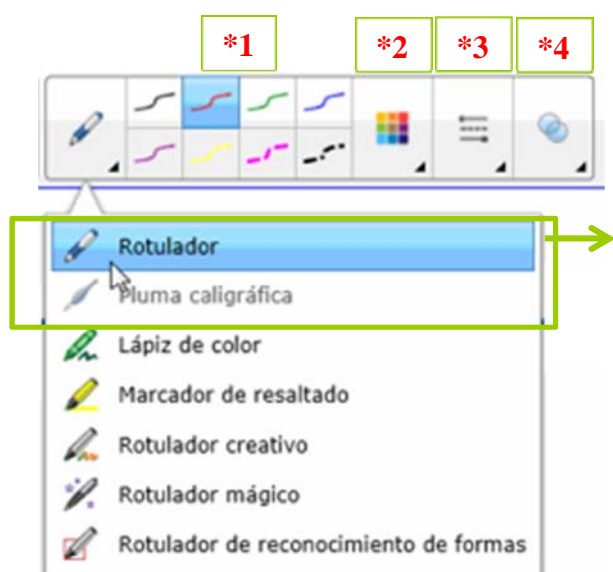 *1 *2 *3 *4
Rotulador
Pluma caligráfica
Lápiz de color
Marcador de resaltado
Rotulador creativo
Rotulador mágico
Rotulador de reconocimiento de formas